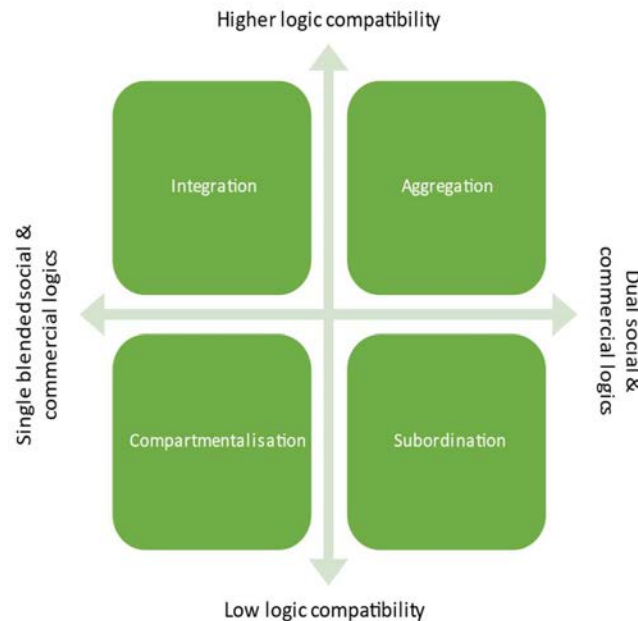 Higher logic compatibility
Integration
Aggregation
Single blendedsocial &
commercial logics
Dual social &
commercial logics
Compartmentalisation
Subordination
Low logic compatibility